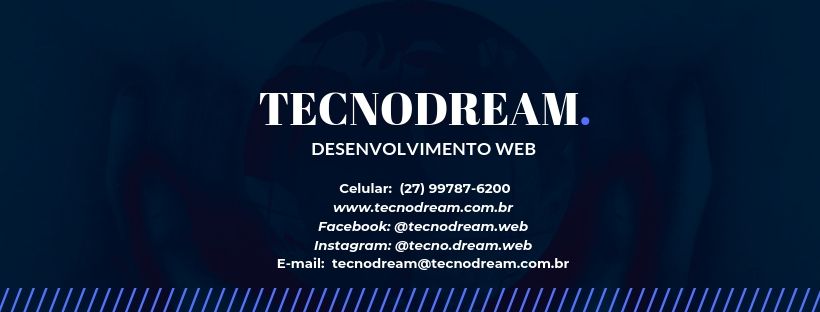 TECNODREAM.
DESENVOLVIMENTO WEB
Celular: (27) 99787-6200
www.tecnodream.com.br
Facebook: @tecnodream.web
Instagram: @tecno.dream.web
E-mail: tecnodream@tecnodream.com.br